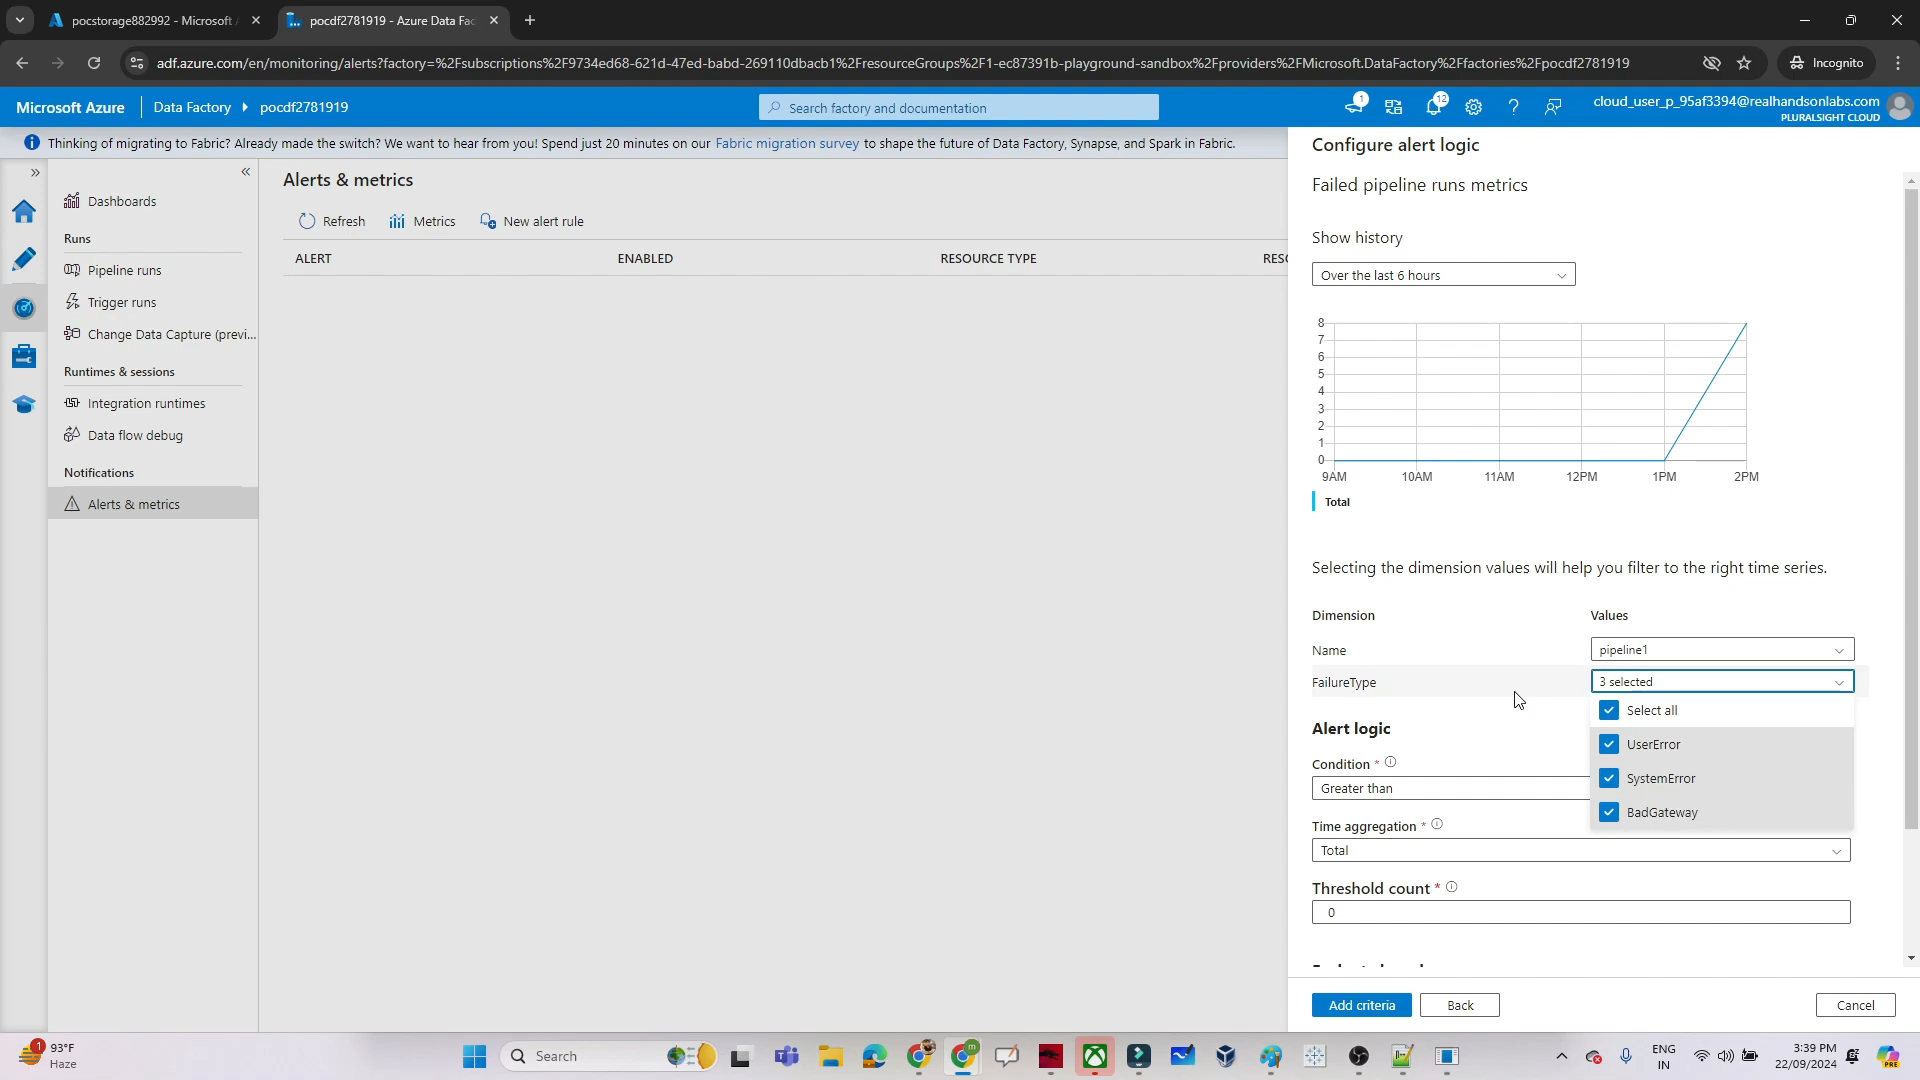 pocstorage882992 - Microsoft A
pocdf2781919 - Azure Data Fac
adf.azure.com/en/monitoring/alerts?factory=%2Fsubscriptions%2F9734ed68-621d-47ed-babd-269110dbacb1%2FresourceGroups%2F1-ec87391b-playground-sandbox%2Fproviders%2FMicrosoft.DataFactory%2Ffactories%2Fpocdf2781919
Incognito
Microsoft Azure
Data Factory
pocdf2781919
Search factory and documentation
1
12
cloud_user_p_95af3394@realhandsonlabs.com
PLURALSIGHT CLOUD
Thinking of migrating to Fabric? Already made the switch? We want to hear from you! Spend just 20 minutes on our Fabric migration survey to shape the future of Data Factory, Synapse, and Spark in Fabric.
Dashboards
Runs
Pipeline runs
Trigger runs
Change Data Capture (previ...
Runtimes & sessions
Integration runtimes
Data flow debug
Notifications
Alerts & metrics
Alerts & metrics
Refresh
Metrics
New alert rule
ALERT
ENABLED
RESOURCE TYPE
RESO
Configure alert logic
Failed pipeline runs metrics
Show history
Over the last 6 hours
8
7
6
5
4
3
2
1
0
9AM
10AM
11AM
12PM
1PM
2PM
Total
Selecting the dimension values will help you filter to the right time series.
Dimension
Values
Name
pipeline1
FailureType
3 selected
Select all
UserError
SystemError
BadGateway
Alert logic
Condition *
Greater than
Time aggregation *
Total
Threshold count *
0
Add criteria
Back
Cancel
1
93°F
Haze
Search
m
ENG
IN
3:39 PM
22/09/2024
PRE